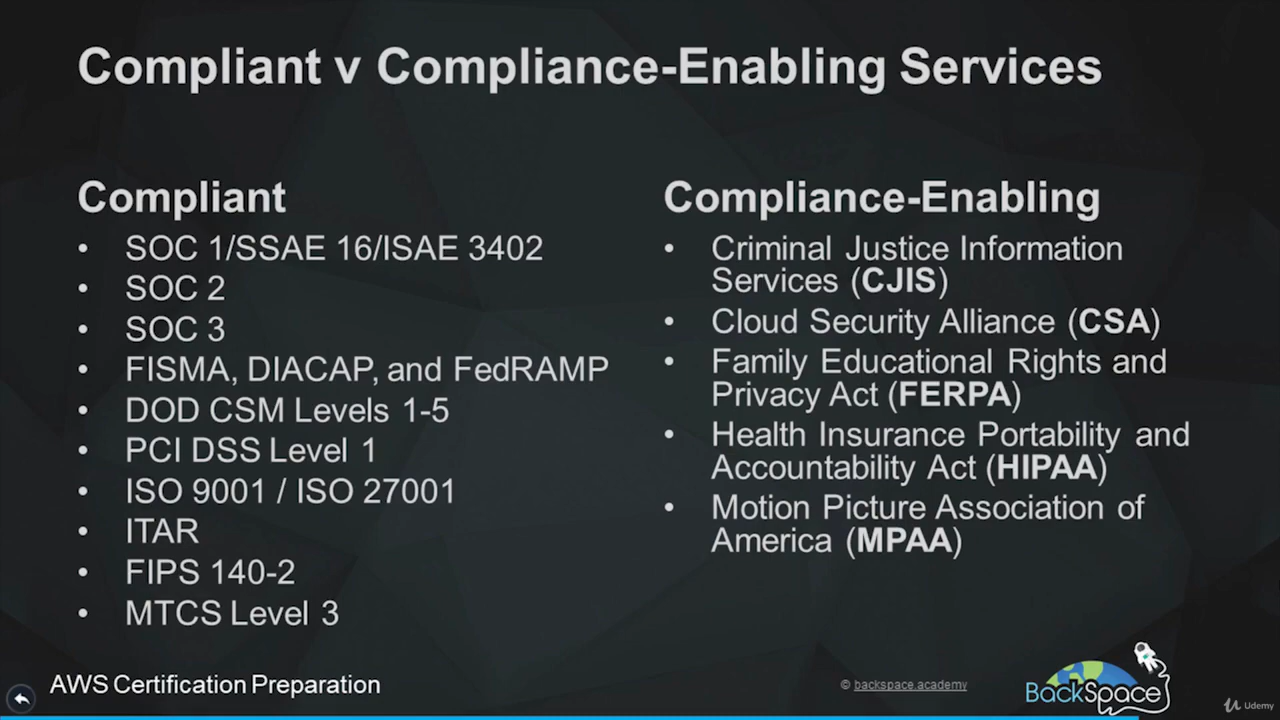 Compliant v Compliance-Enabling Services
Compliant
• SOC 1/SSAE 16/ISAE 3402
• SOC 2
• SOC 3
• FISMA, DIACAP, and FedRAMP
• DOD CSM Levels 1-5
• PCI DSS Level 1
• ISO 9001 / ISO 27001
• ITAR
• FIPS 140-2
• MTCS Level 3
Compliance-Enabling
• Criminal Justice Information
Services (CJIS)
• Cloud Security Alliance (CSA)
• Family Educational Rights and
Privacy Act (FERPA)
• Health Insurance Portability and
Accountability Act (HIPAA)
• Motion Picture Association of
America (MPAA)
AWS Certification Preparation
© backspace.academy
BackSpace
Udemy